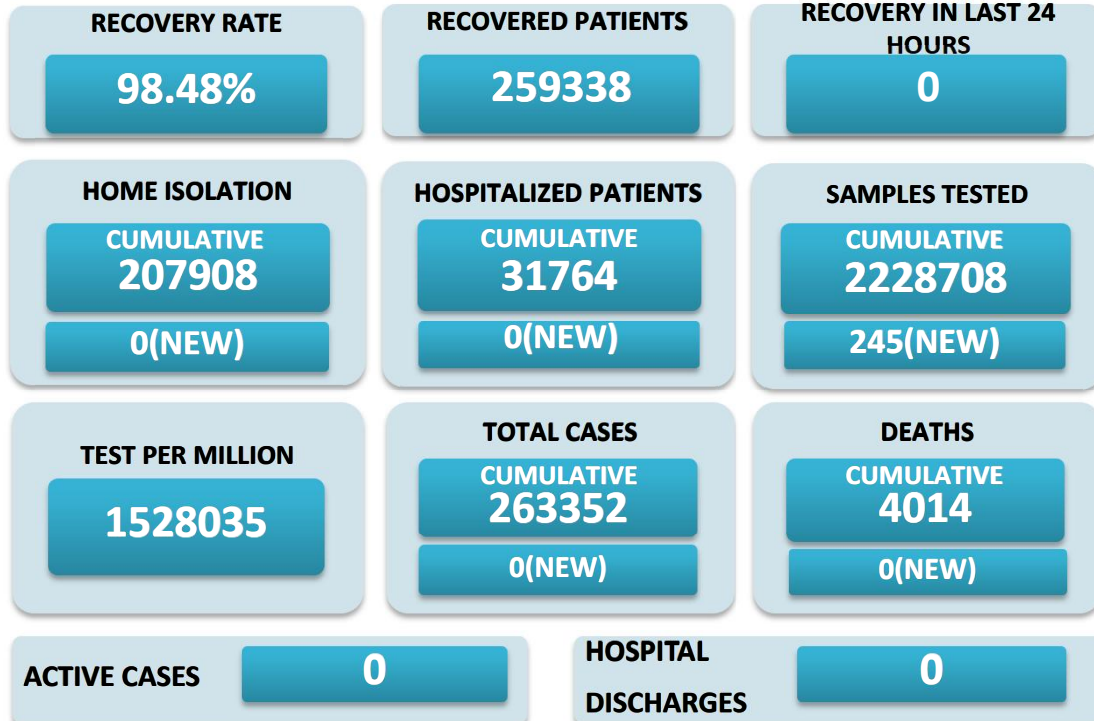 RECOVERY RATE
98.48%
RECOVERED PATIENTS
259338
RECOVERY IN LAST 24
HOURS
0
HOME ISOLATION
CUMULATIVE
207908
0(NEW)
HOSPITALIZED PATIENTS
CUMULATIVE
31764
0(NEW)
SAMPLES TESTED
CUMULATIVE
2228708
245(NEW)
TEST PER MILLION
1528035
TOTAL CASES
CUMULATIVE
263352
0(NEW)
DEATHS
CUMULATIVE
4014
0(NEW)
ACTIVE CASES
0
HOSPITAL
DISCHARGES
0